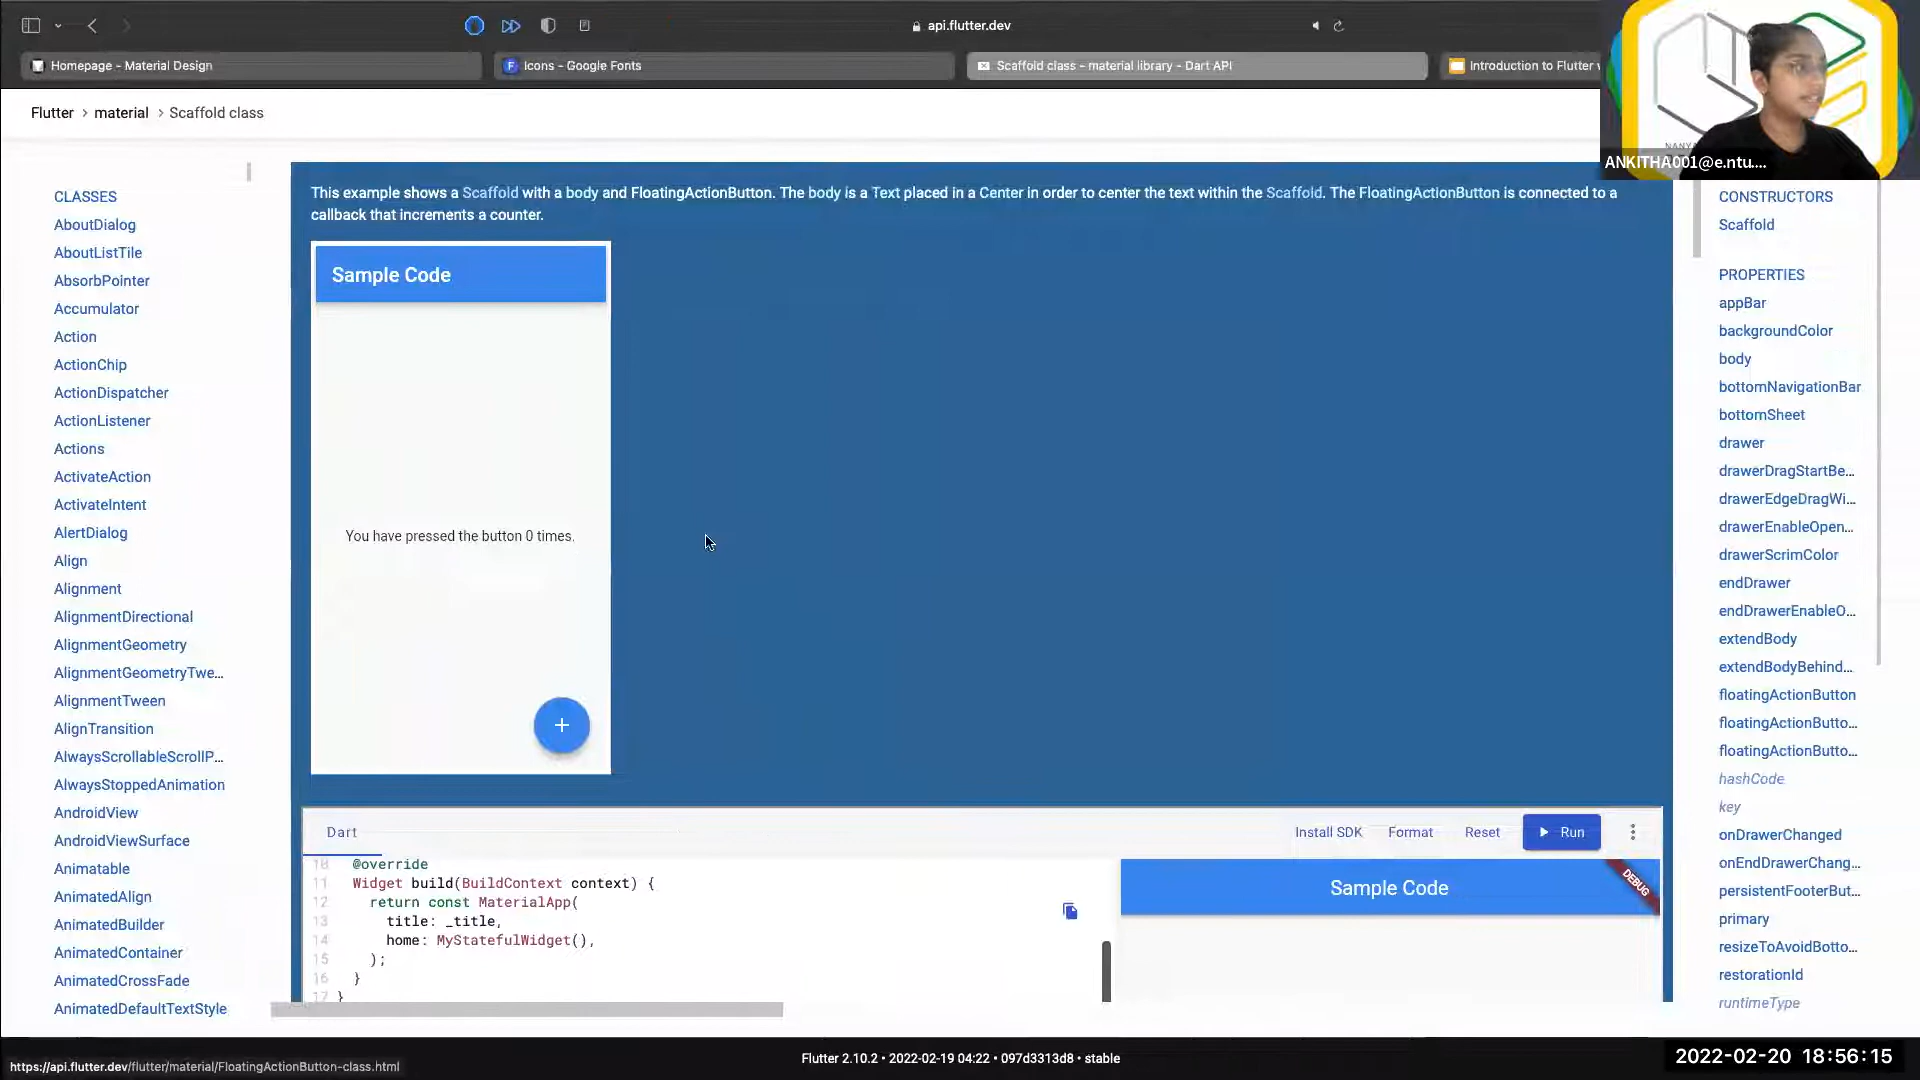 api.flutter.dev
Homepage - Material Design
Icons - Google Fonts
Scaffold class - material library - Dart API
Introduction to Flutter
Flutter > material > Scaffold class
ANKITHA001@e.ntu....
CLASSES
AboutDialog
AboutListTile
AbsorbPointer
Accumulator
Action
ActionChip
ActionDispatcher
ActionListener
Actions
ActivateAction
ActivateIntent
AlertDialog
Align
Alignment
AlignmentDirectional
AlignmentGeometry
AlignmentGeometryTwe...
AlignmentTween
AlignTransition
AlwaysScrollableScrollP...
AlwaysStoppedAnimation
AndroidView
AndroidViewSurface
Animatable
AnimatedAlign
AnimatedBuilder
AnimatedContainer
AnimatedCrossFade
AnimatedDefaultTextStyle
This example shows a Scaffold with a body and FloatingActionButton. The body is a Text placed in a Center in order to center the text within the Scaffold. The FloatingActionButton is connected to a
callback that increments a counter.
Sample Code
You have pressed the button 0 times.
Dart
Install SDK Format Reset Run
10 @override
11 Widget build(BuildContext context) {
12 return const MaterialApp(
13 title: _title,
14 home: MyStatefulWidget(),
15 );
16 }
17 }
Sample Code
DEBUG
CONSTRUCTORS
Scaffold
PROPERTIES
appBar
backgroundColor
body
bottomNavigationBar
bottomSheet
drawer
drawerDragStartBe...
drawerEdgeDragWi...
drawerEnableOpen...
drawerScrimColor
endDrawer
endDrawerEnableO...
extendBody
extendBodyBehind...
floatingActionButton
floatingActionButto...
floatingActionButto...
hashCode
key
onDrawerChanged
onEndDrawerChang...
persistentFooterBut...
primary
resizeToAvoidBotto...
restorationId
runtimeType
https://api.flutter.dev/flutter/material/FloatingActionButton-class.html
Flutter 2.10.2 • 2022-02-19 04:22 • 097d3313d8 • stable
2022-02-20 18:56:15